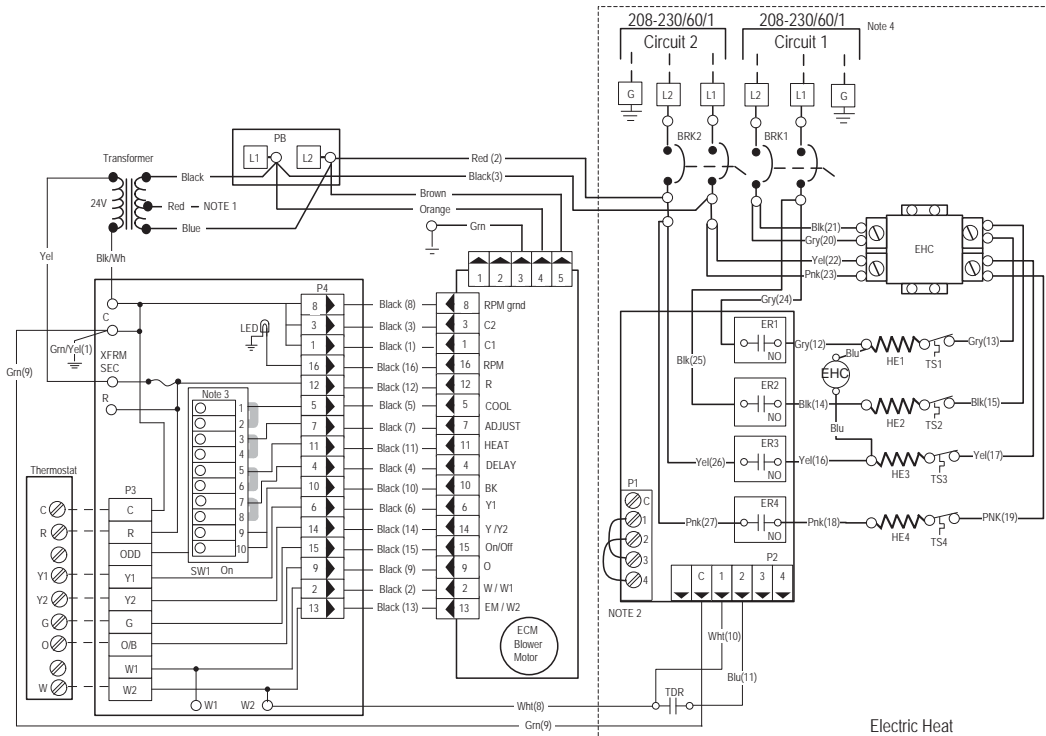 208-230/60/1
208-230/60/1
Note 4
Circuit 2
Circuit 1
G
L2
L1
L2
L1
G
BRK2
BRK1
PB
L1
L2
Transformer
24V
Black
Red
NOTE 1
Blue
Blk/Wh
Yel
Red (2)
Black(3)
Brown
Orange
Grn
1
2
3
4
5
Blk(21)
Gry(20)
Yel(22)
Pnk(23)
EHC
Gry(24)
Blk(25)
C
Grn/Yel(1)
XFRM
SEC
R
Grn(9)
LED
P4
8
3
1
16
12
5
7
11
4
10
6
14
15
9
2
13
Black (8)
Black (3)
Black (1)
Black (16)
Black (12)
Black (5)
Black (7)
Black (11)
Black (4)
Black (10)
Black (6)
Black (14)
Black (15)
Black (9)
Black (2)
Black (13)
8 RPM grnd
3 C2
1 C1
16 RPM
12 R
5 COOL
7 ADJUST
11 HEAT
4 DELAY
10 BK
6 Y1
14 Y /Y2
15 On/Off
9 O
2 W / W1
13 EM / W2
ECM
Blower
Motor
Note 3
1
2
3
4
5
6
7
8
9
10
SW1 On
Thermostat
C
R
Y1
Y2
G
O
W
P3
C
R
ODD
Y1
Y2
G
O/B
W1
W2
W1
W2
ER1
NO
Gry(12)
Blu
HE1
TS1
Gry(13)
EHC
ER2
NO
Blk(14)
HE2
TS2
Blk(15)
Blu
Yel(26)
ER3
NO
Yel(16)
HE3
TS3
Yel(17)
Pnk(27)
ER4
NO
Pnk(18)
HE4
TS4
PNK(19)
P1
C
1
2
3
4
NOTE 2
P2
C
1
2
3
4
Wht(10)
Blu(11)
TDR
Wht(8)
Grn(9)
Electric Heat